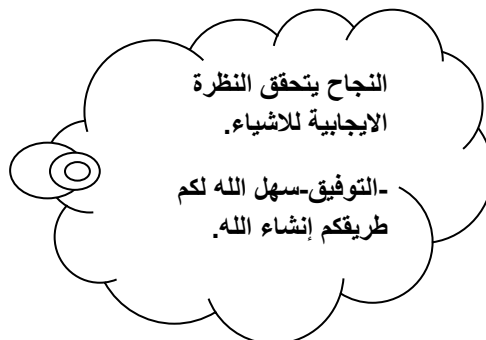 النجاح يتحقق النظرة
الايجابية للاشياء.
-التوفيق-سهل الله لكم
طريقكم إنشاء الله.